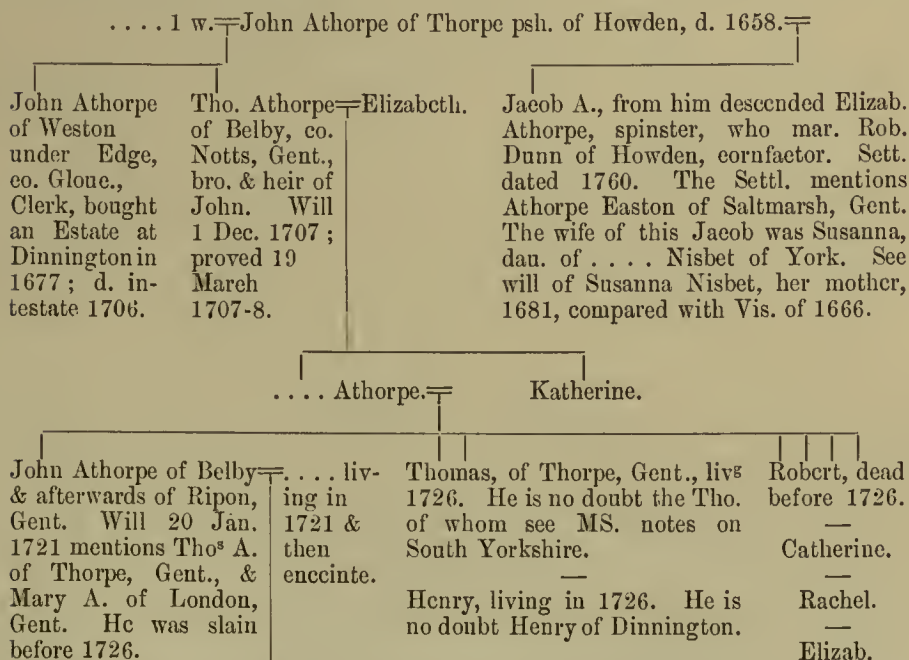 .... 1 w.=John Athorpe of Thorpe psh. of Howden, d. 1658.=
John Athorpe
of Weston
under Edge,
co. Glouc.,
Clerk, bought
an Estate at
Dinnington in
1677 ; d. in-
testate 1706.
Tho. Athorpe=Elizabeth.
of Belby, co.
Notts, Gent.,
bro. & heir of
John. Will
1 Dec. 1707 ;
proved 19
March
1707-8.
Jacob A., from him descended Elizab.
Athorpe, spinster, who mar. Rob.
Dunn of Howden, cornfactor. Sett.
dated 1760. The Settl. mentions
Athorpe Easton of Saltmarsh, Gent.
The wife of this Jacob was Susanna,
dau. of .... Nisbet of York. See
will of Susanna Nisbet, her mother,
1681, compared with Vis. of 1666.
.... Athorpe.=
Katherine.
John Athorpe of Belby=
& afterwards of Ripon,
Gent. Will 20 Jan.
1721 mentions Thoˢ A.
of Thorpe, Gent., &
Mary A. of London,
Gent. He was slain
before 1726.
.... liv-
ing in
1721 &
then
enceinte.
Thomas, of Thorpe, Gent., livᵍ
1726. He is no doubt the Tho.
of whom see MS. notes on
South Yorkshire.
—
Henry, living in 1726. He is
no doubt Henry of Dinnington.
Robert, dead
before 1726.
—
Catherine.
—
Rachel.
—
Elizab.